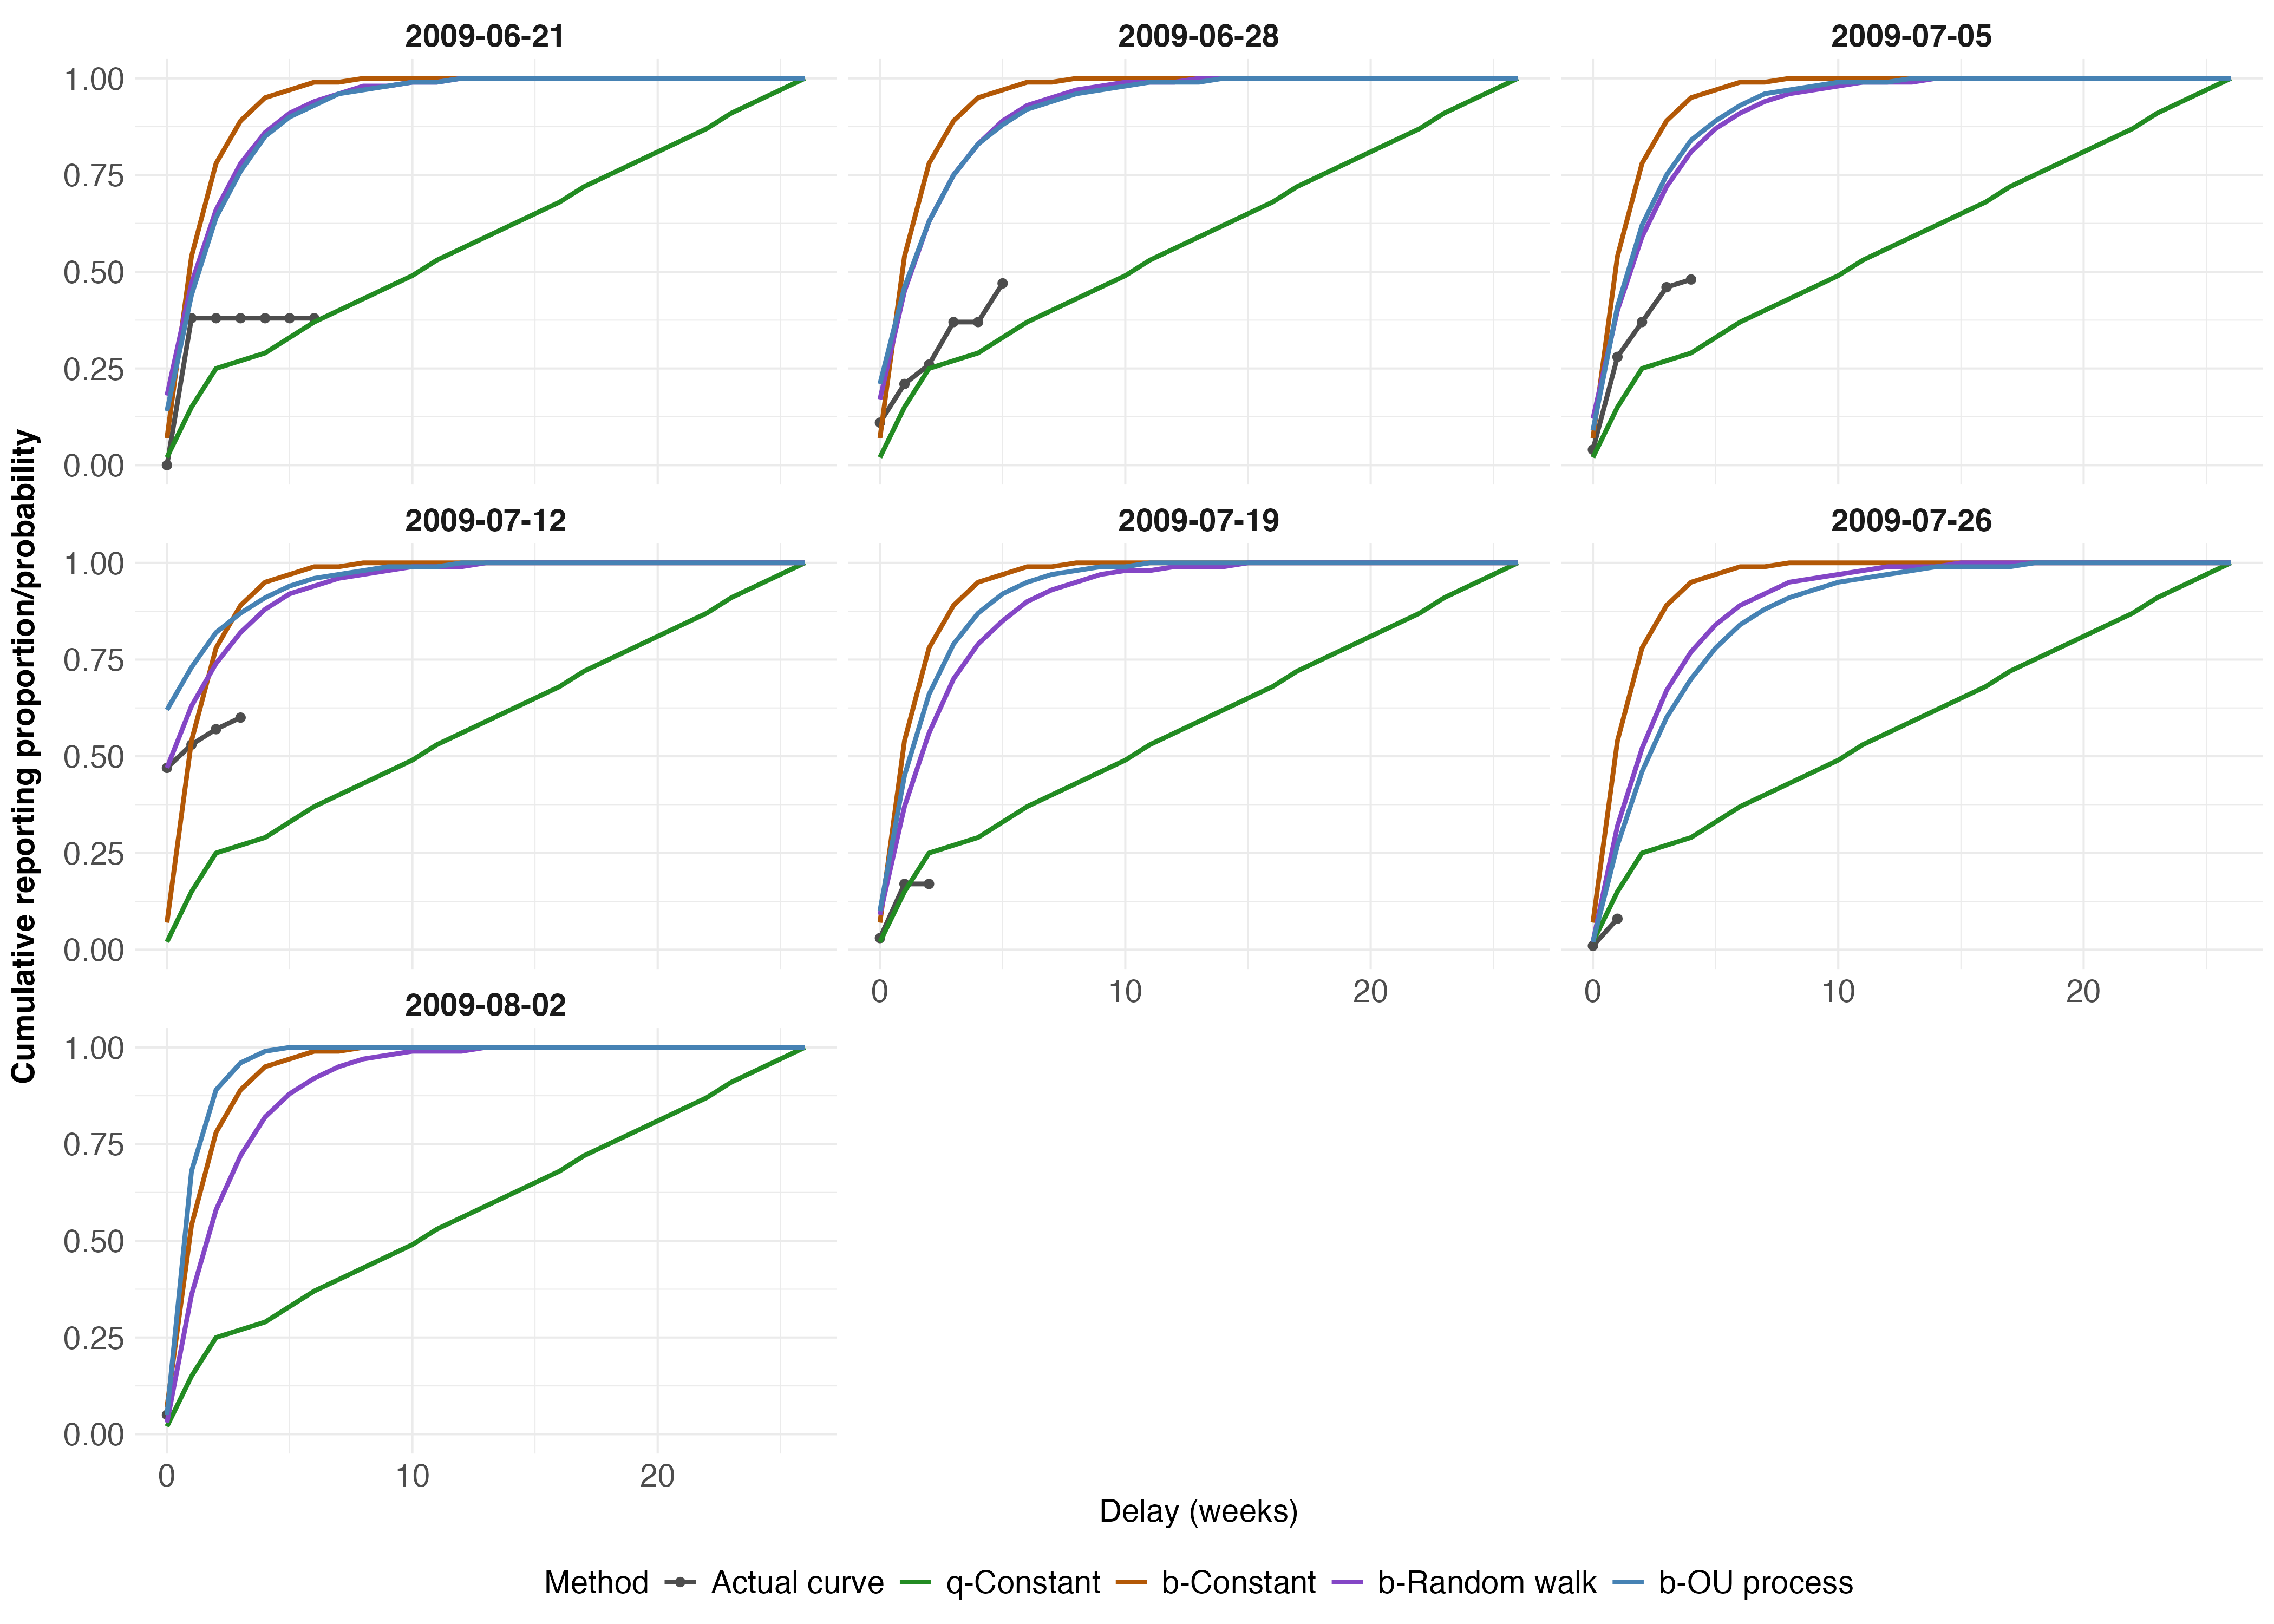 2009-06-21 2009-06-28 2009-07-05
1.00
0.75
0.50
0.25
0.00
2009-07-12 2009-07-19 2009-07-26
1.00
0.75
0.50
0.25
0.00
0 10 20 0 10 20
2009-08-02
1.00
0.75
0.50
0.25
0.00
0 10 20
Cumulative reporting proportion/probability
Delay (weeks)
Method Actual curve q-Constant b-Constant b-Random walk b-OU process